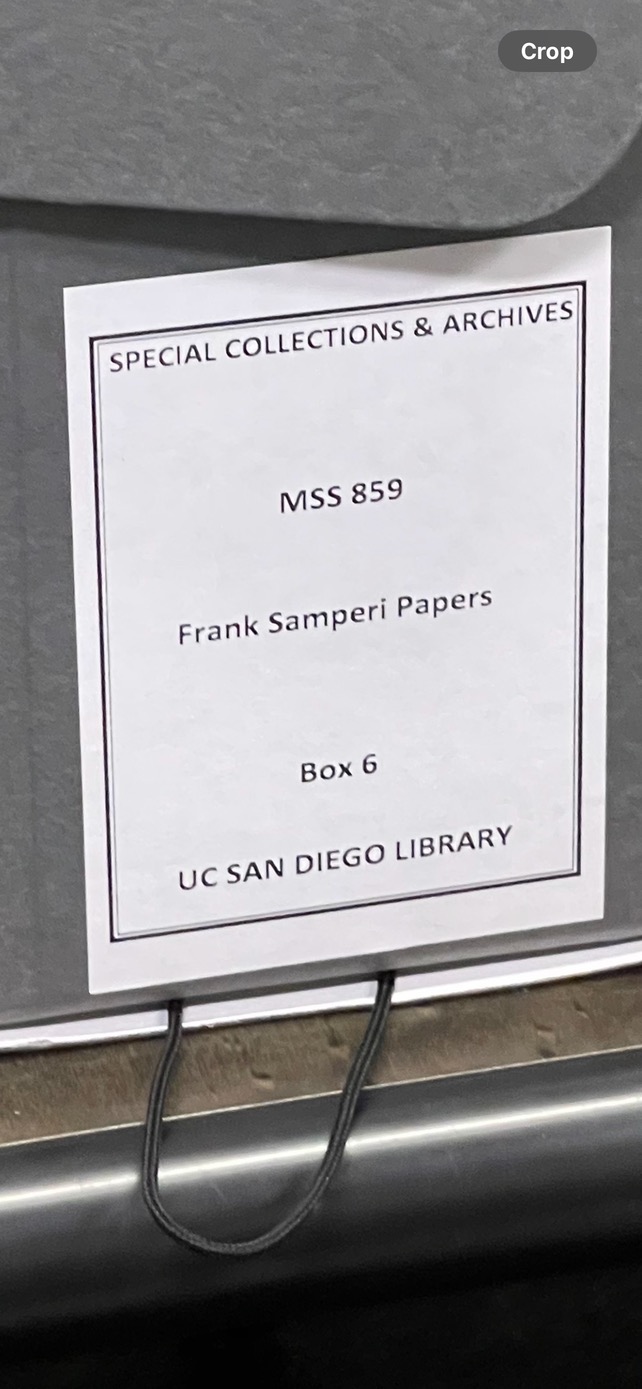 Crop
SPECIAL COLLECTIONS & ARCHIVES
MSS 859
Frank Samperi Papers
Box 6
UC SAN DIEGO LIBRARY